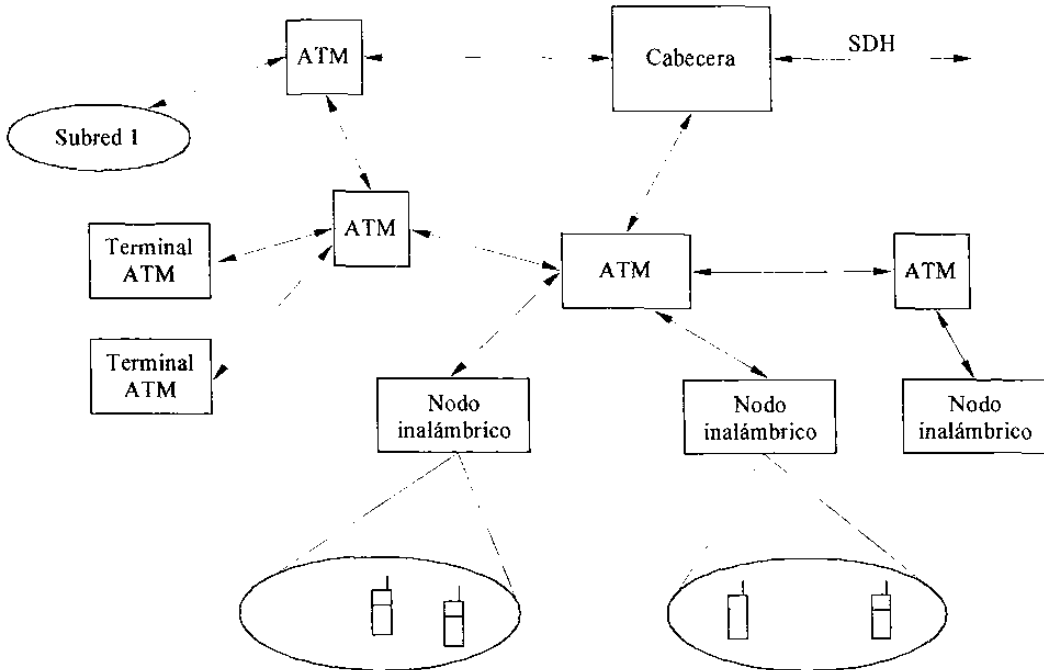 ATM
Cabecera
SDH
Subred 1
ATM
Terminal
ATM
ATM
ATM
Terminal
ATM
Nodo
inalámbrico
Nodo
inalámbrico
Nodo
inalámbrico